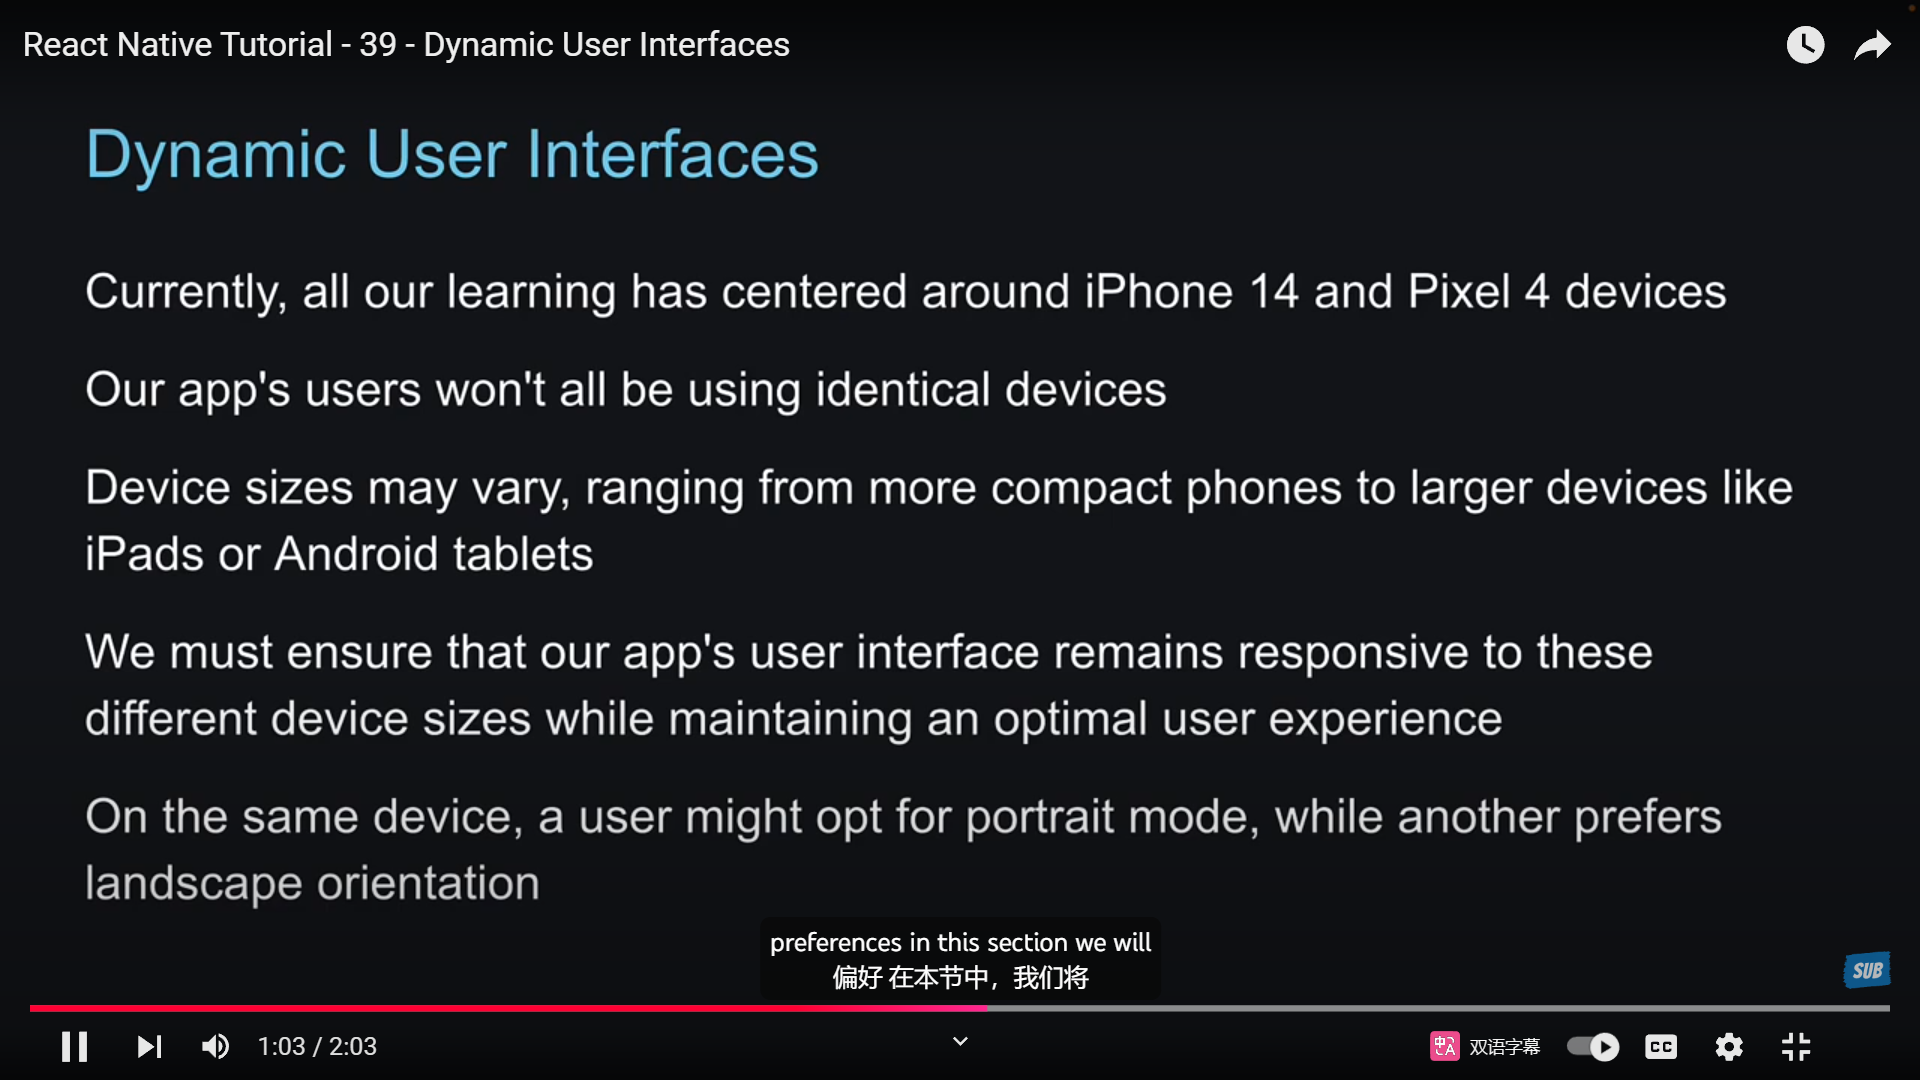 React Native Tutorial - 39 - Dynamic User Interfaces
Dynamic User Interfaces
Currently, all our learning has centered around iPhone 14 and Pixel 4 devices
Our app's users won't all be using identical devices
Device sizes may vary, ranging from more compact phones to larger devices like
iPads or Android tablets
We must ensure that our app's user interface remains responsive to these
different device sizes while maintaining an optimal user experience
On the same device, a user might opt for portrait mode, while another prefers
landscape orientation
preferences in this section we will
偏好 在本节中，我们将
SUB
1:03 / 2:03
中A
双语字幕
CC